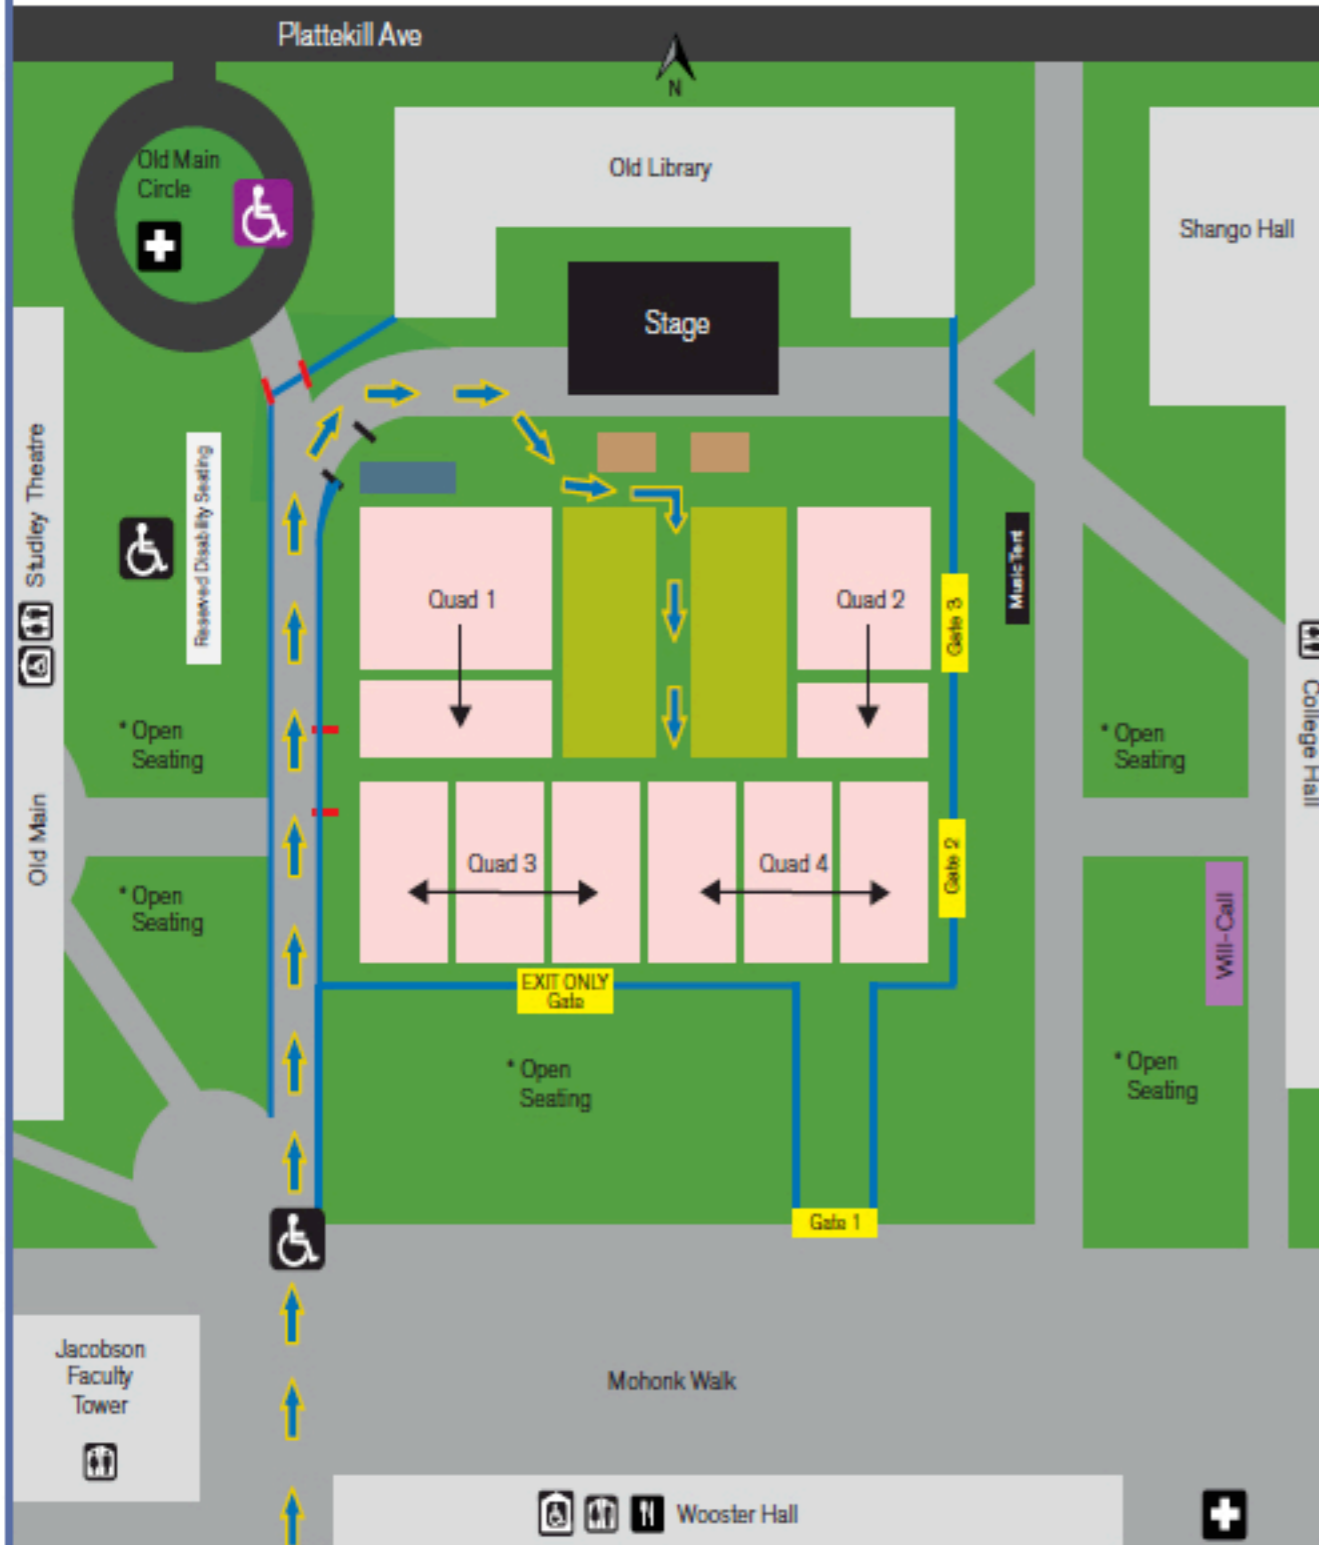 Plattekill Ave
N
Old Main
Circle
Old Library
Shango Hall
Stage
Studley Theatre
Reserved Disability Seating
Quad 1
Quad 2
Gate 3
Music Tent
* Open
Seating
* Open
Seating
College Hall
Old Main
Quad 3
Quad 4
Gate 2
* Open
Seating
Will-Call
EXIT ONLY
Gate
* Open
Seating
* Open
Seating
Gate 1
Jacobson
Faculty
Tower
Mohonk Walk
Wooster Hall